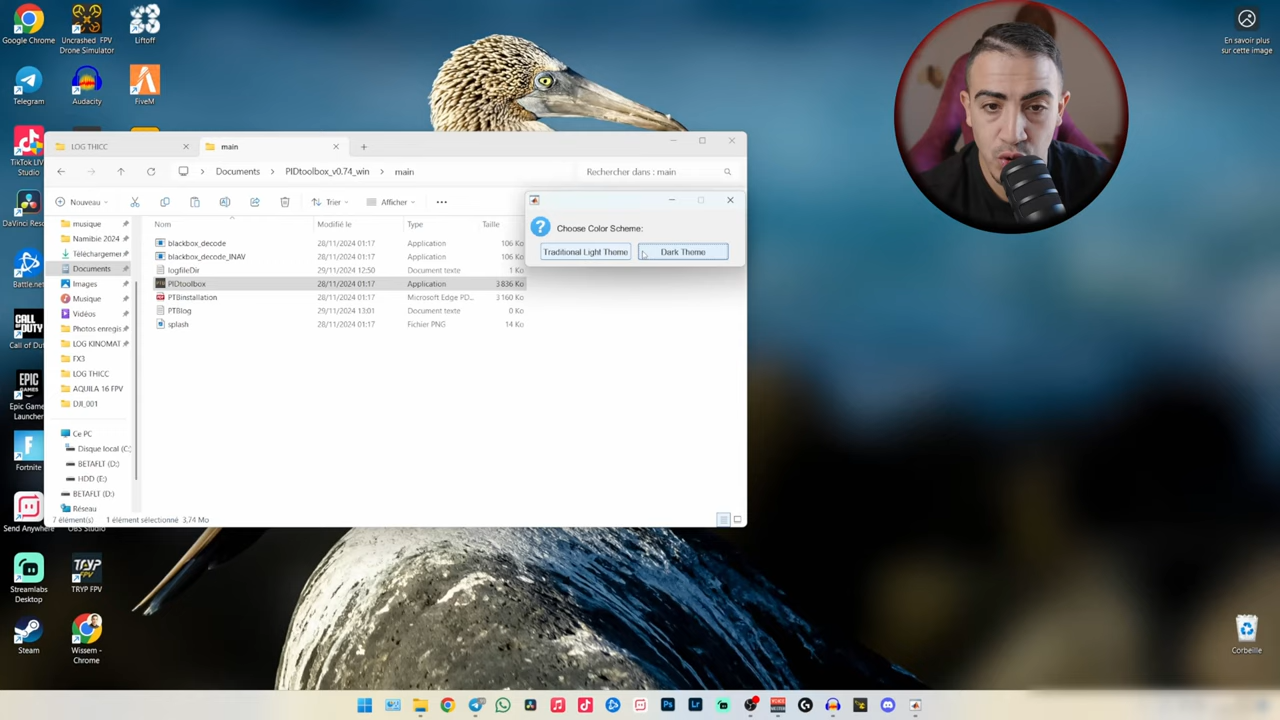 Google Chrome
Uncrashed FPV
Drone Simulator
Liftoff
En savoir plus
sur cette image
Telegram
Audacity
FiveM
TikTok LIVE
Studio
DaVinci Reso
Battle.net
Call of Du
Epic Games
Launcher
Fortnite
Send Anywhere
OBS Studio
Streamlabs
Desktop
TRYP FPV
Steam
Wissem -
Chrome
Corbeille
LOG THICC
main
Documents > PIDtoolbox_v0.74_win > main
Rechercher dans : main
Nouveau
Trier
Afficher
Nom Modifié le Type Taille
blackbox_decode 28/11/2024 01:17 Application 106 Ko
blackbox_decode_INAV 28/11/2024 01:17 Application 106 Ko
logfileDir 29/11/2024 12:50 Document texte 1 Ko
PIDtoolbox 28/11/2024 01:17 Application 3 836 Ko
PTBinstallation 28/11/2024 01:17 Microsoft Edge PD... 3 160 Ko
PTBlog 29/11/2024 13:01 Document texte 0 Ko
splash 28/11/2024 01:17 Fichier PNG 14 Ko
musique
Namibie 2024
Téléchargemer
Documents
Images
Musique
Vidéos
Photos enregis
LOG KINOMAT
FX3
LOG THICC
AQUILA 16 FPV
DJI_001
Ce PC
Disque local (C:
BETAFLT (D:)
HDD (E:)
BETAFLT (D:)
Réseau
7 élément(s) 1 élément sélectionné 3,74 Mo
Choose Color Scheme:
Traditional Light Theme
Dark Theme